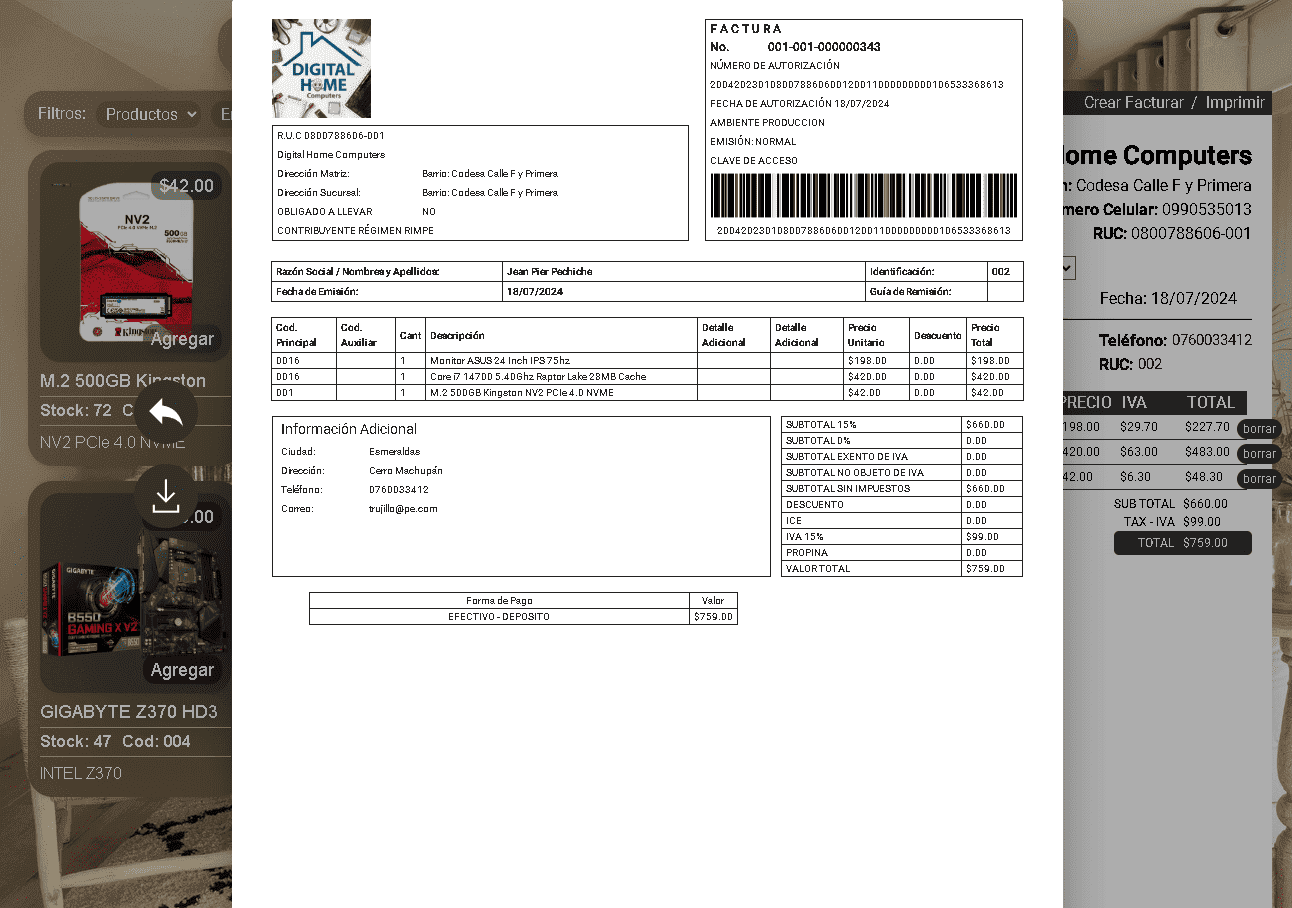 DIGITAL
HOME
Computers
FACTURA
No. 001-001-000000343
NÚMERO DE AUTORIZACIÓN
2004202301080078860600120011000000000106533368613
FECHA DE AUTORIZACIÓN 18/07/2024
AMBIENTE PRODUCCION
EMISIÓN: NORMAL
CLAVE DE ACCESO
2004202301080078860600120011000000000106533368613
R.U.C 0800788606-001
Digital Home Computers
Dirección Matriz: Barrio: Codesa Calle F y Primera
Dirección Sucursal: Barrio: Codesa Calle F y Primera
OBLIGADO A LLEVAR NO
CONTRIBUYENTE RÉGIMEN RIMPE
Razón Social / Nombres y Apellidos: Jean Pier Pechiche Identificación: 002
Fecha de Emisión: 18/07/2024 Guía de Remisión:
Cod. Principal Cod. Auxiliar Cant Descripción Detalle Adicional Detalle Adicional Precio Unitario Descuento Precio Total
0016 1 Monitor ASUS 24 Inch IPS 75hz $198.00 0.00 $198.00
0016 1 Core i7 14700 5.40Ghz Raptor Lake 28MB Cache $420.00 0.00 $420.00
001 1 M.2 500GB Kingston NV2 PCIe 4.0 NVME $42.00 0.00 $42.00
Información Adicional
Ciudad: Esmeraldas
Dirección: Cerro Machupán
Teléfono: 0760033412
Correo: trujillo@pe.com
SUBTOTAL 15% $660.00
SUBTOTAL 0% 0.00
SUBTOTAL EXENTO DE IVA 0.00
SUBTOTAL NO OBJETO DE IVA 0.00
SUBTOTAL SIN IMPUESTOS $660.00
DESCUENTO 0.00
ICE 0.00
IVA 15% $99.00
PROPINA 0.00
VALOR TOTAL $759.00
Forma de Pago Valor
EFECTIVO - DEPOSITO $759.00
Filtros: Productos
$42.00
NV2
PCIe 4.0 NVMe M.2
500GB
Kingston
Agregar
M.2 500GB Kingston
Stock: 72 C
NV2 PCIe 4.0 NVME
.00
GIGABYTE
B550
GAMING X V2
B550
Agregar
GIGABYTE Z370 HD3
Stock: 47 Cod: 004
INTEL Z370
Crear Facturar / Imprimir
ome Computers
n: Codesa Calle F y Primera
mero Celular: 0990535013
RUC: 0800788606-001
Fecha: 18/07/2024
Teléfono: 0760033412
RUC: 002
PRECIO IVA TOTAL
198.00 $29.70 $227.70 borrar
420.00 $63.00 $483.00 borrar
42.00 $6.30 $48.30 borrar
SUB TOTAL $660.00
TAX - IVA $99.00
TOTAL $759.00